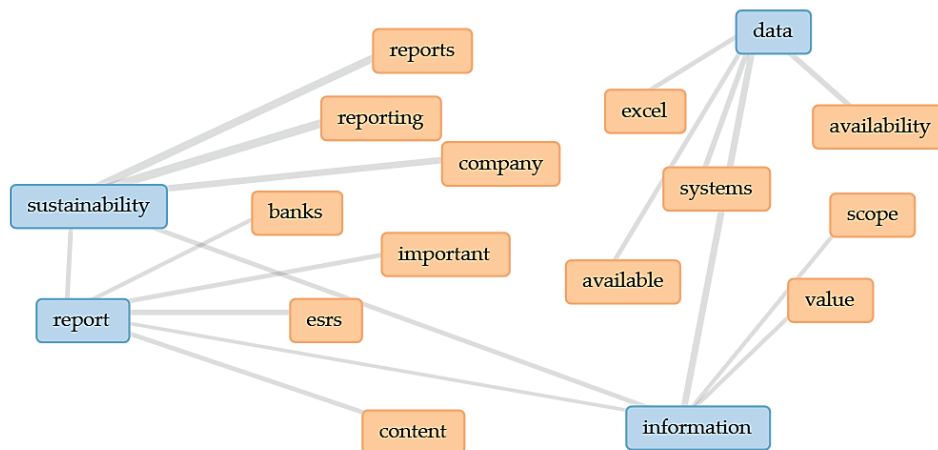 data
reports
excel
reporting
availability
company
systems
sustainability
banks
scope
important
available
value
report
esrs
content
information